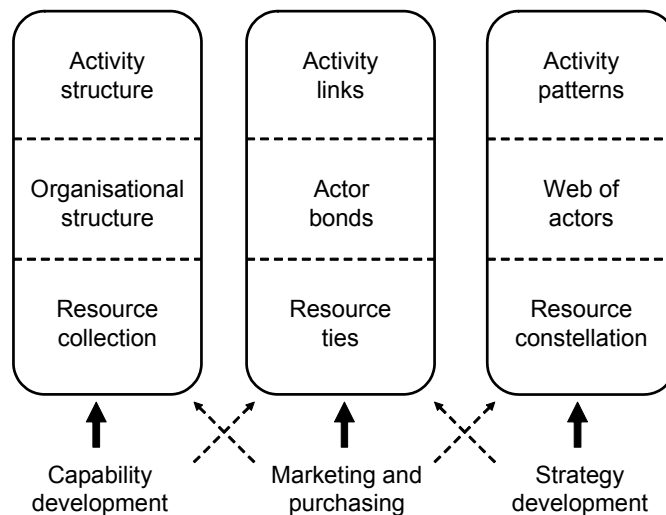 Activity
structure
Activity
links
Activity
patterns
Organisational
structure
Actor
bonds
Web of
actors
Resource
collection
Resource
ties
Resource
constellation
Capability
development
Marketing and
purchasing
Strategy
development